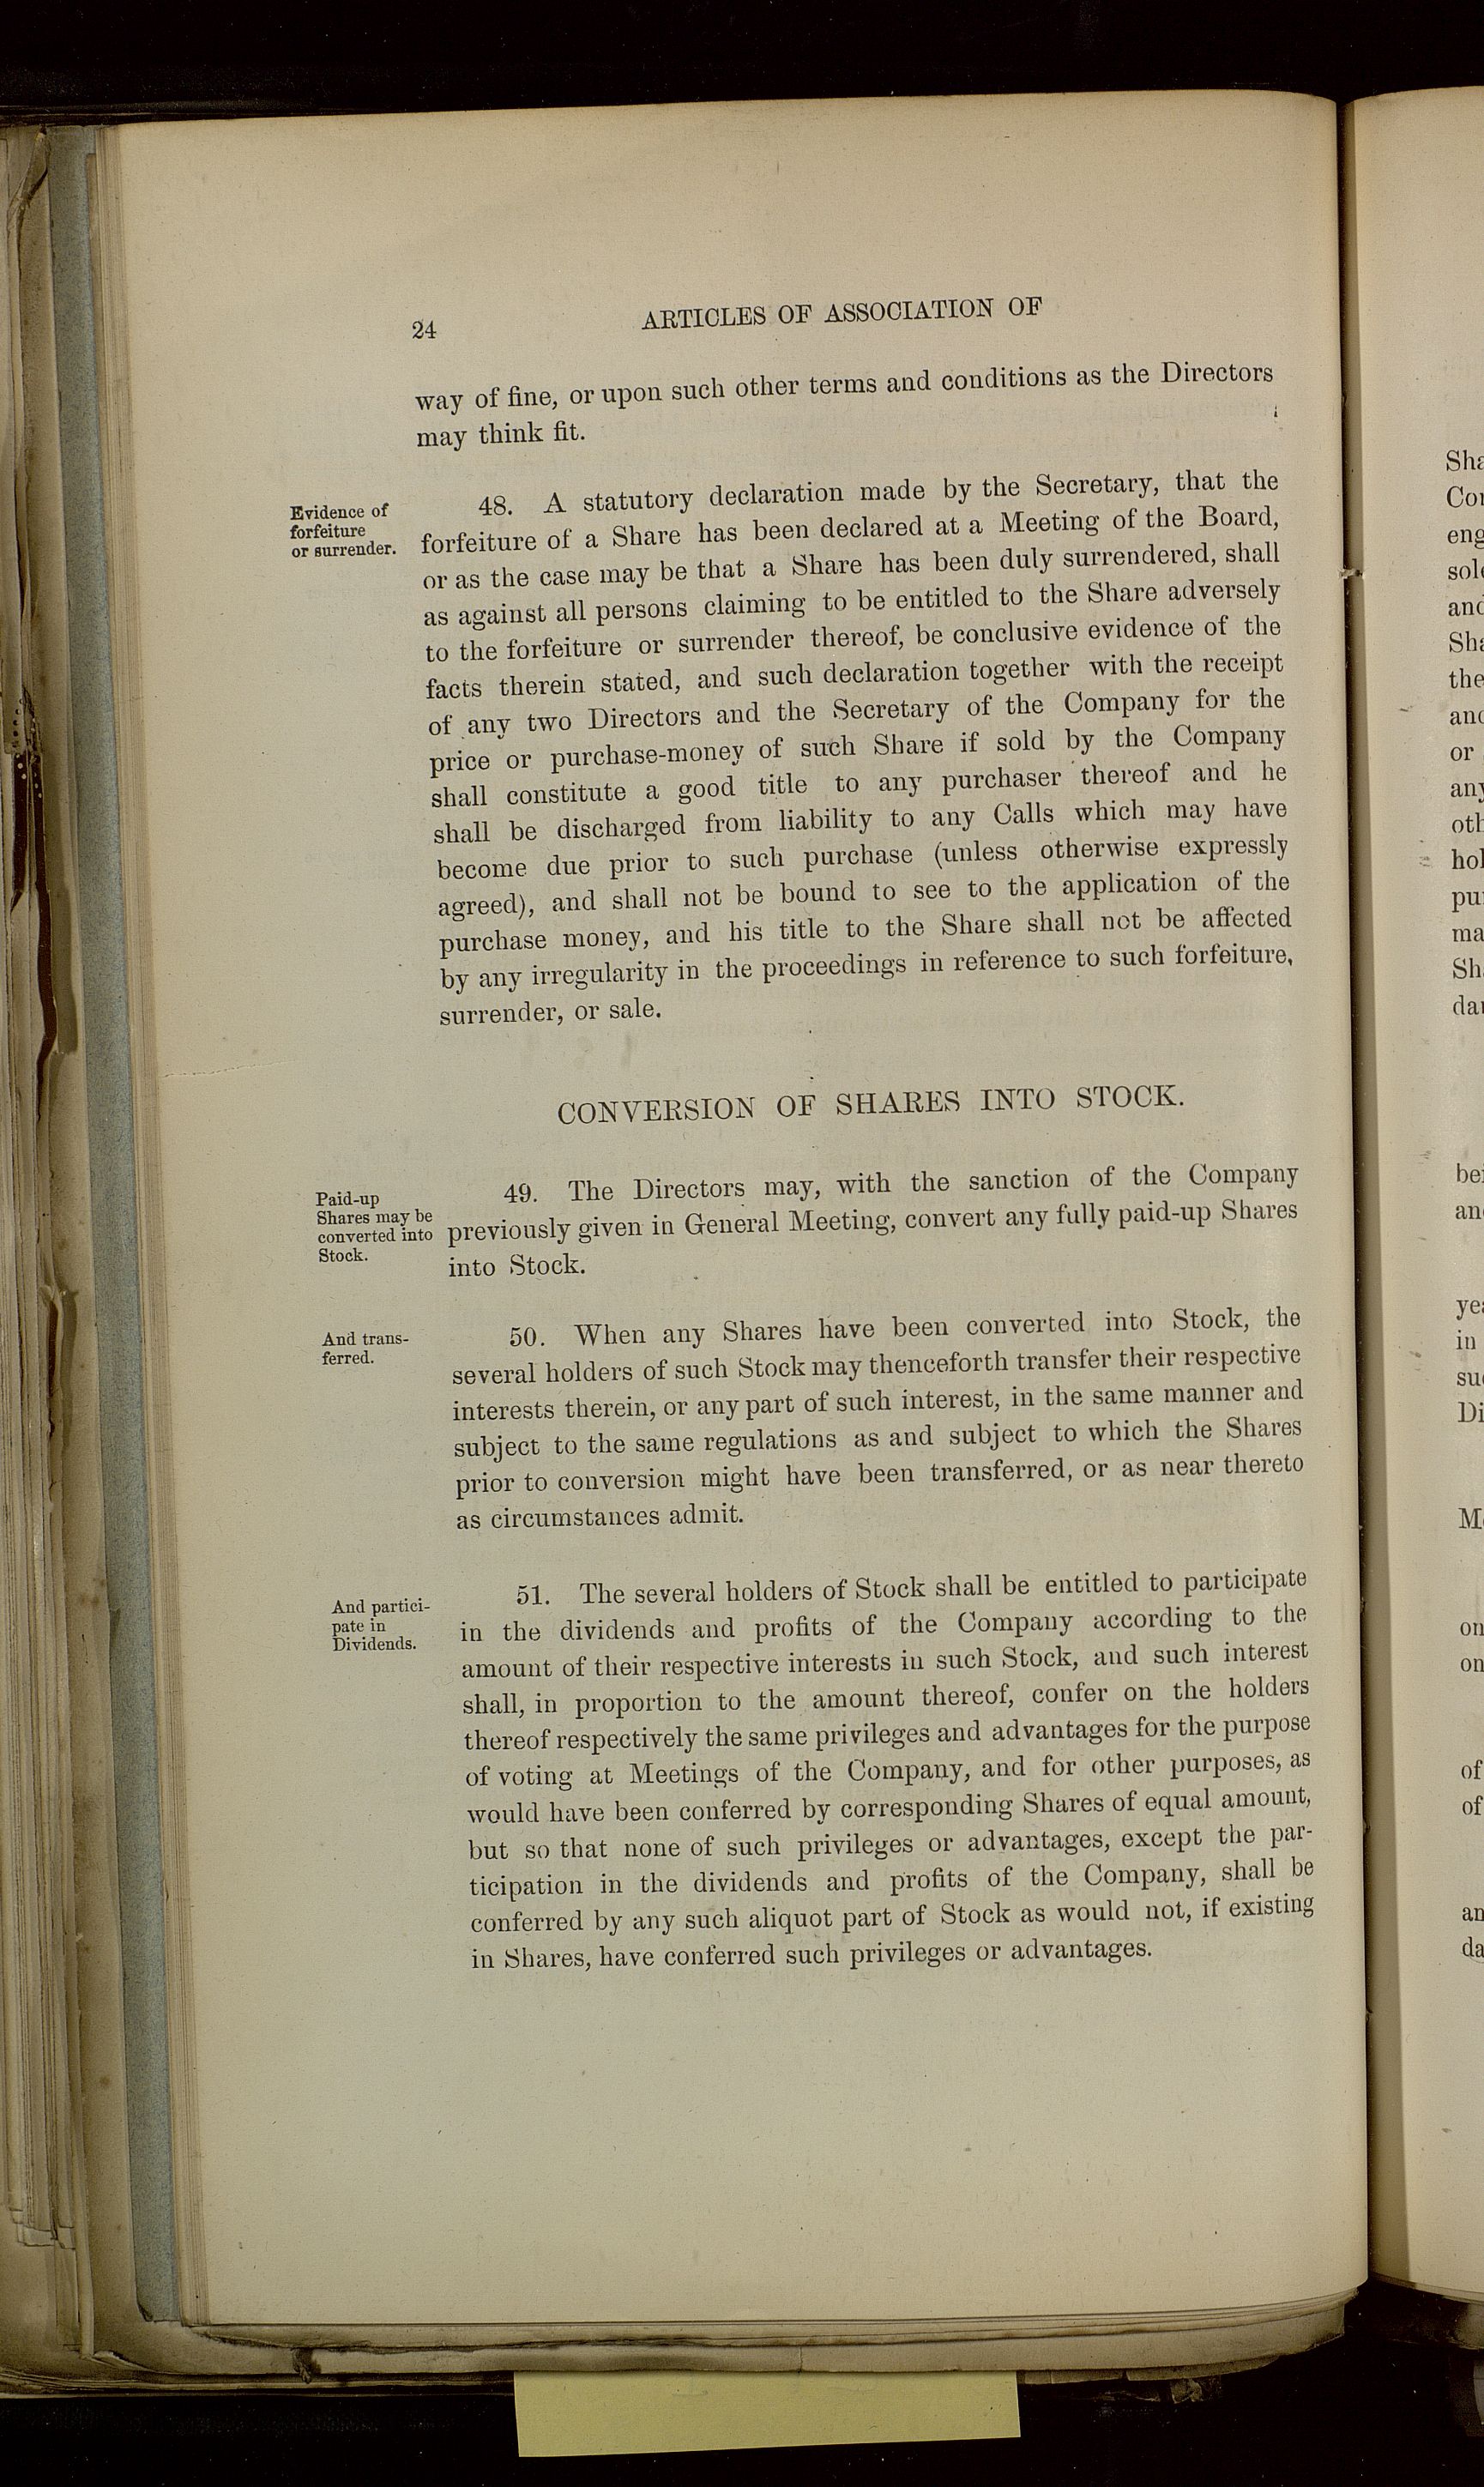 24
ARTICLES OF ASSOCIATION OF
way of fine, or upon such other terms and conditions as the Directors
may think fit.
Evidence of
forfeiture
or surrender.
48. A statutory declaration made by the Secretary, that the
forfeiture of a Share has been declared at a Meeting of the Board,
or as the case may be that a Share has been duly surrendered, shall
as against all persons claiming to be entitled to the Share adversely
to the forfeiture or surrender thereof, be conclusive evidence of the
facts therein stated, and such declaration together with the receipt
of any two Directors and the Secretary of the Company for the
price or purchase-money of such Share if sold by the Company
shall constitute a good title to any purchaser thereof and he
shall be discharged from liability to any Calls which may have
become due prior to such purchase (unless otherwise expressly
agreed), and shall not be bound to see to the application of the
purchase money, and his title to the Share shall not be affected
by any irregularity in the proceedings in reference to such forfeiture,
surrender, or sale.
CONVERSION OF SHARES INTO STOCK.
Paid-up
Shares may be
converted into
Stock.
49. The Directors may, with the sanction of the Company
previously given in General Meeting, convert any fully paid-up Shares
into Stock.
And trans-
ferred.
50. When any Shares have been converted into Stock, the
several holders of such Stock may thenceforth transfer their respective
interests therein, or any part of such interest, in the same manner and
subject to the same regulations as and subject to which the Shares
prior to conversion might have been transferred, or as near thereto
as circumstances admit.
And partici-
pate in
Dividends.
51. The several holders of Stock shall be entitled to participate
in the dividends and profits of the Company according to the
amount of their respective interests in such Stock, and such interest
shall, in proportion to the amount thereof, confer on the holders
thereof respectively the same privileges and advantages for the purpose
of voting at Meetings of the Company, and for other purposes, as
would have been conferred by corresponding Shares of equal amount,
but so that none of such privileges or advantages, except the par-
ticipation in the dividends and profits of the Company, shall be
conferred by any such aliquot part of Stock as would not, if existing
in Shares, have conferred such privileges or advantages.